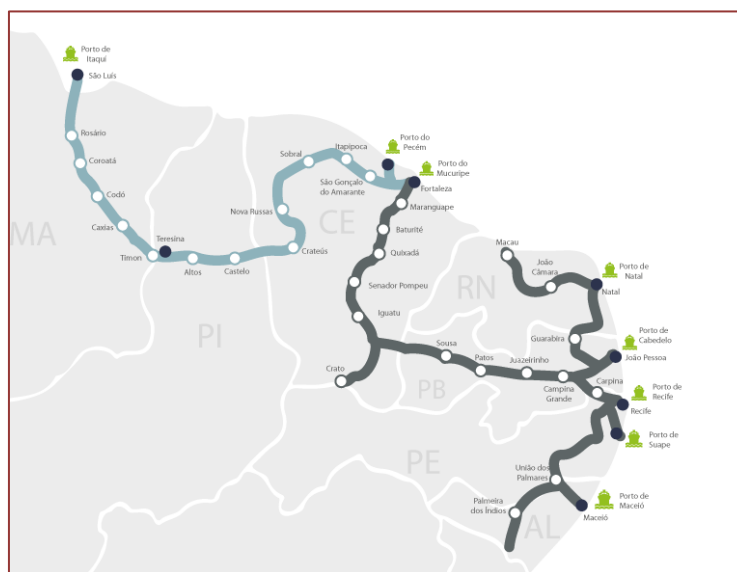 Porto de
Itaqui
São Luis
Rosário
Coroatá
Codó
Caxias
Timon
Teresina
Altos
Castelo
Crateús
Nova Russas
Sobral
Itapipoca
São Gonçalo
do Amarante
Porto do
Pecém
Porto do
Mucuripe
Fortaleza
Maranguape
Baturité
Quixadá
Senador Pompeu
Iguatu
Crato
Sousa
Patos
Juazeirinho
Campina
Grande
Macau
João
Câmara
Porto de
Natal
Natal
Guarabira
Porto de
Cabedelo
João Pessoa
Carpina
Porto de
Recife
Recife
Porto de
Suape
União dos
Palmares
Palmeira
dos Índios
Porto de
Maceió
Maceió
MA
PI
CE
RN
PB
PE
AL